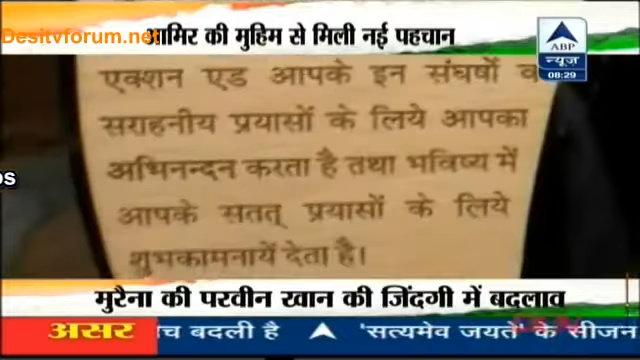 Desitvforum.net
आमिर की मुहिम से मिली नई पहचान
ABP
न्यूज़
08:29
एक्शन एड आपके इन संघर्षो व
सराहनीय प्रयासों के लिये आपका
अभिनन्दन करता है तथा भविष्य में
आपके सतत् प्रयासों के लिये
शुभकामनायें देता है।
os
मुरैना की परवीन खान की जिंदगी में बदलाव
असर
च बदली है 'सत्यमेव जयते' के सीजन